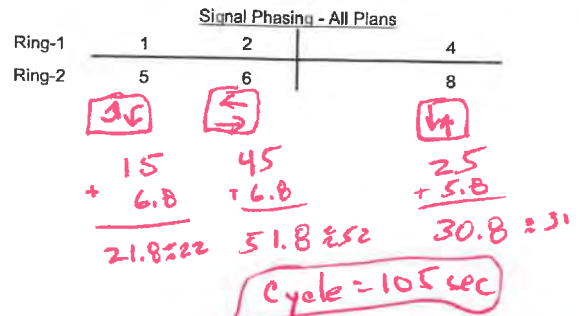 Signal Phasing - All Plans
Ring-1 1 2 4
Ring-2 5 6 8
15 45 25
+ 6.8 + 6.8 + 5.8
21.8≈22 51.8≈52 30.8≈31
Cycle = 105 sec